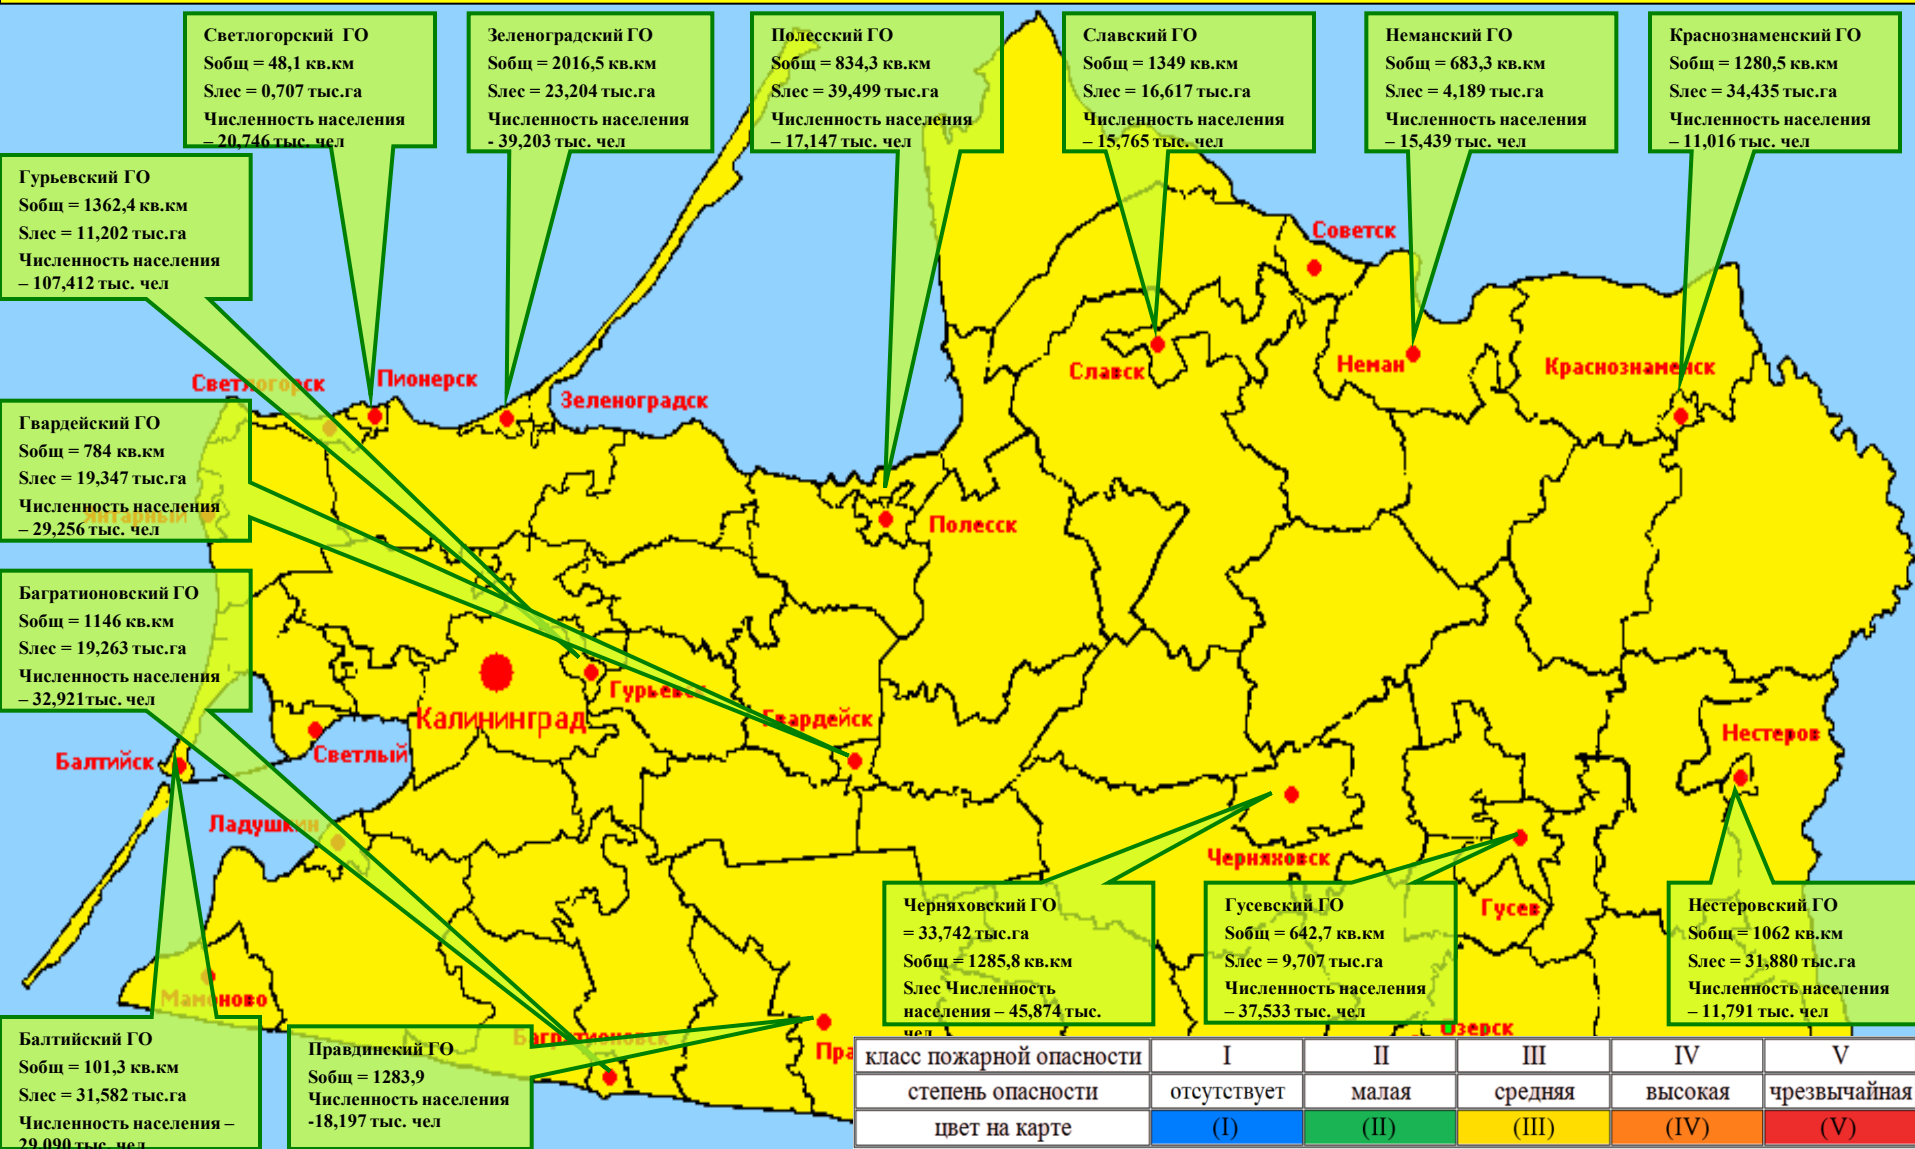 Светлогорский ГО
Sобщ = 48,1 кв.км
Sлес = 0,707 тыс.га
Численность населения
– 20,746 тыс. чел
Зеленоградский ГО
Sобщ = 2016,5 кв.км
Sлес = 23,204 тыс.га
Численность населения
- 39,203 тыс. чел
Полесский ГО
Sобщ = 834,3 кв.км
Sлес = 39,499 тыс.га
Численность населения
– 17,147 тыс. чел
Славский ГО
Sобщ = 1349 кв.км
Sлес = 16,617 тыс.га
Численность населения
– 15,765 тыс. чел
Неманский ГО
Sобщ = 683,3 кв.км
Sлес = 4,189 тыс.га
Численность населения
– 15,439 тыс. чел
Краснознаменский ГО
Sобщ = 1280,5 кв.км
Sлес = 34,435 тыс.га
Численность населения
– 11,016 тыс. чел
Гурьевский ГО
Sобщ = 1362,4 кв.км
Sлес = 11,202 тыс.га
Численность населения
– 107,412 тыс. чел
Советск
Славск
Неман
Краснознаменск
Светлогорск
Пионерск
Зеленоградск
Гвардейский ГО
Sобщ = 784 кв.км
Sлес = 19,347 тыс.га
Численность населения
– 29,256 тыс. чел
Янтарный
Полесск
Багратионовский ГО
Sобщ = 1146 кв.км
Sлес = 19,263 тыс.га
Численность населения
– 32,921тыс. чел
Гурьевск
Калининград
Гвардейск
Нестеров
Балтийск
Светлый
Ладушкин
Черняховск
Гусев
Мамоново
Багратионовск
Озерск
Пра
Черняховский ГО
= 33,742 тыс.га
Sобщ = 1285,8 кв.км
Sлес Численность
населения – 45,874 тыс.
чел
Гусевский ГО
Sобщ = 642,7 кв.км
Sлес = 9,707 тыс.га
Численность населения
– 37,533 тыс. чел
Нестеровский ГО
Sобщ = 1062 кв.км
Sлес = 31,880 тыс.га
Численность населения
– 11,791 тыс. чел
Балтийский ГО
Sобщ = 101,3 кв.км
Sлес = 31,582 тыс.га
Численность населения –
29,090 тыс. чел
Правдинский ГО
Sобщ = 1283,9
Численность населения
-18,197 тыс. чел
класс пожарной опасности I II III IV V
степень опасности отсутствует малая средняя высокая чрезвычайная
цвет на карте (I) (II) (III) (IV) (V)